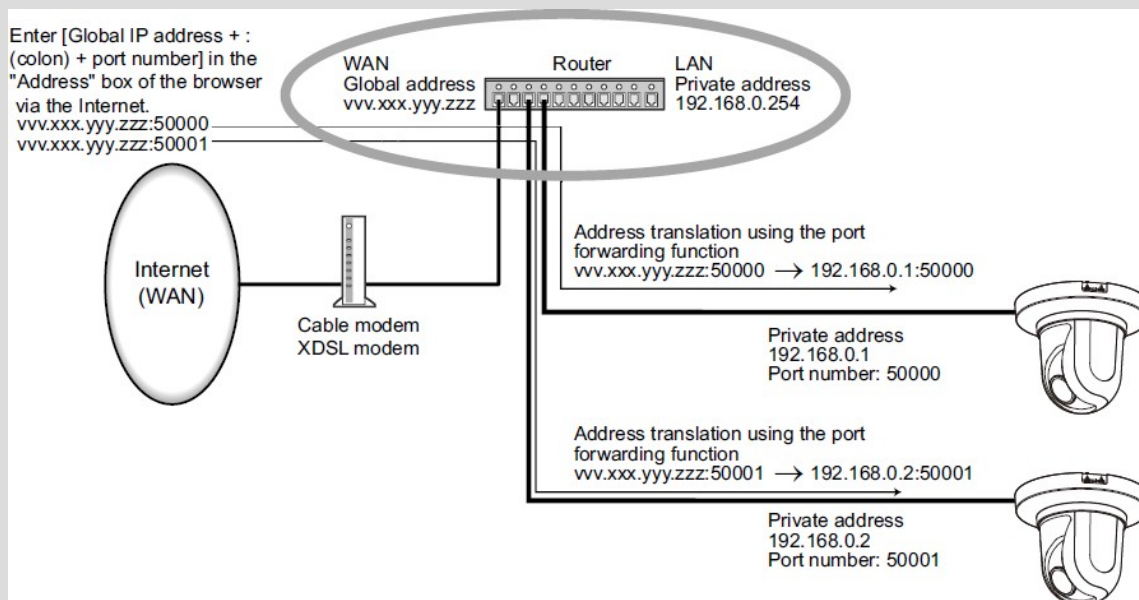 Enter [Global IP address + :
(colon) + port number] in the
"Address" box of the browser
via the Internet.
vvv.xxx.yyy.zzz:50000
vvv.xxx.yyy.zzz:50001
WAN
Global address
vvv.xxx.yyy.zzz
Router
LAN
Private address
192.168.0.254
Internet
(WAN)
Cable modem
XDSL modem
Address translation using the port
forwarding function
vvv.xxx.yyy.zzz:50000 → 192.168.0.1:50000
Private address
192.168.0.1
Port number: 50000
Address translation using the port
forwarding function
vvv.xxx.yyy.zzz:50001 → 192.168.0.2:50001
Private address
192.168.0.2
Port number: 50001